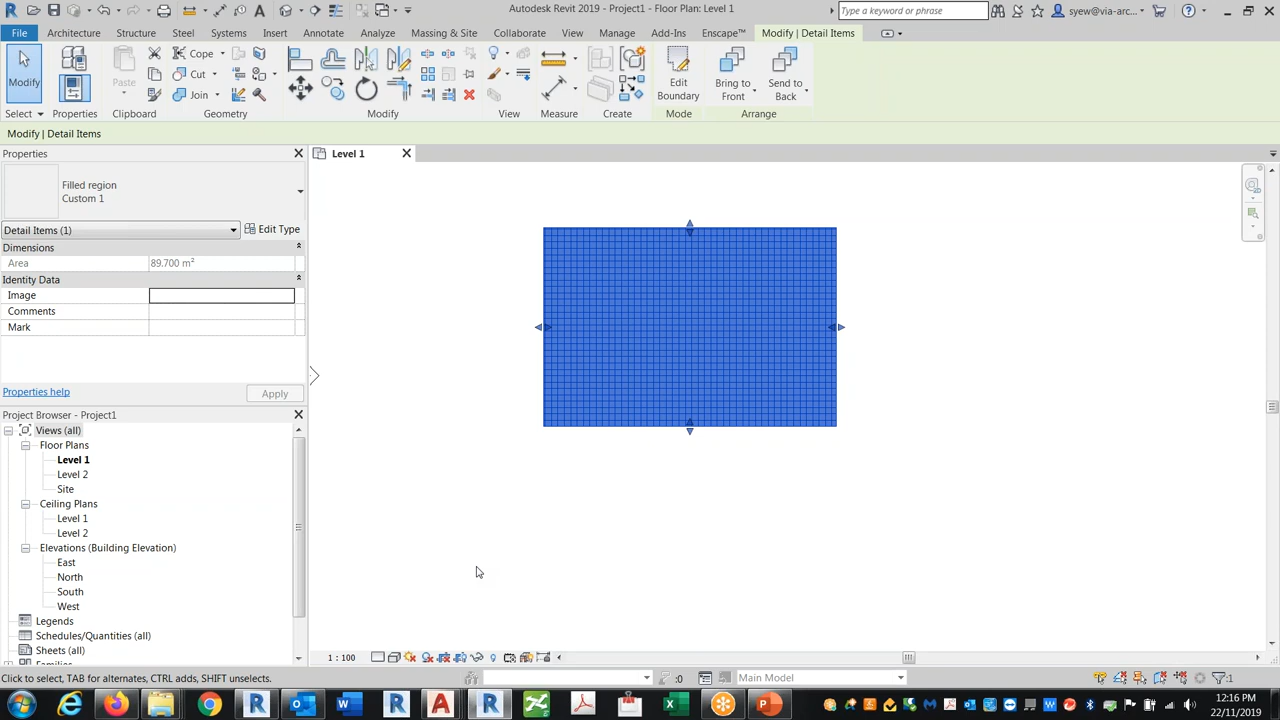 Autodesk Revit 2019 - Project1 - Floor Plan: Level 1
Type a keyword or phrase
syew@via-arc...
File Architecture Structure Steel Systems Insert Annotate Analyze Massing & Site Collaborate View Manage Add-Ins Enscape™ Modify | Detail Items
Modify
Paste
Cope
Cut
Join
Edit Boundary
Bring to Front
Send to Back
Select Properties Clipboard Geometry Modify View Measure Create Mode Arrange
Modify | Detail Items
Properties
Level 1
Filled region
Custom 1
Detail Items (1)
Edit Type
Dimensions
Area 89.700 m²
Identity Data
Image
Comments
Mark
Properties help
Apply
Project Browser - Project1
Views (all)
Floor Plans
Level 1
Level 2
Site
Ceiling Plans
Level 1
Level 2
Elevations (Building Elevation)
East
North
South
West
Legends
Schedules/Quantities (all)
Sheets (all)
Families
1 : 100
Click to select, TAB for alternates, CTRL adds, SHIFT unselects.
:0
Main Model
:1
12:16 PM
22/11/2019